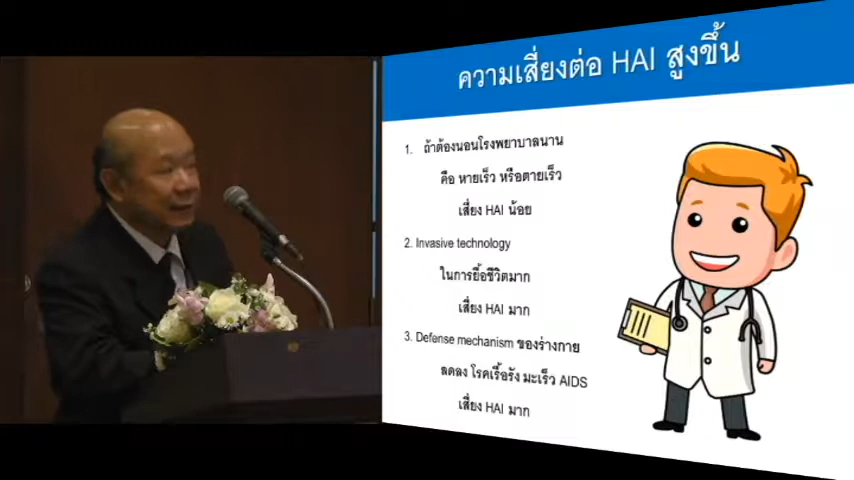 ความเสี่ยงต่อ HAI สูงขึ้น
1. ถ้าต้องนอนโรงพยาบาลนาน
คือ หายเร็ว หรือตายเร็ว
เสี่ยง HAI น้อย
2. Invasive technology
ในการยื้อชีวิตมาก
เสี่ยง HAI มาก
3. Defense mechanism ของร่างกาย
ลดลง โรคเรื้อรัง มะเร็ว AIDS
เสี่ยง HAI มาก